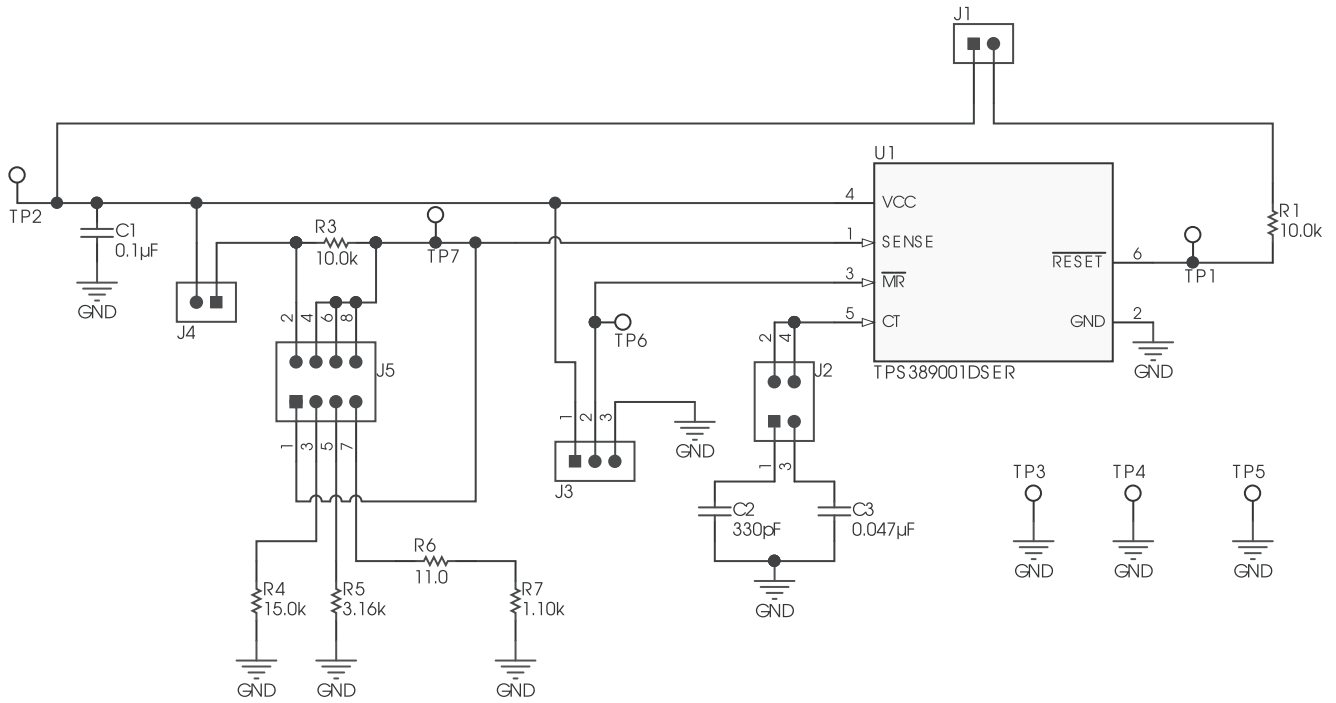 J1
U1
TP2
C1
0.1µF
GND
J4
R3
10.0k
TP7
4
VCC
1
SENSE
3
MR
5
CT
RESET
6
GND
2
TPS389001DSER
TP1
R1
10.0k
GND
2
4
6
8
J5
1
3
5
7
TP6
1
2
3
J3
GND
2
4
J2
1
3
C2
330pF
C3
0.047µF
GND
TP3
GND
TP4
GND
TP5
GND
R6
11.0
R4
15.0k
GND
R5
3.16k
GND
R7
1.10k
GND